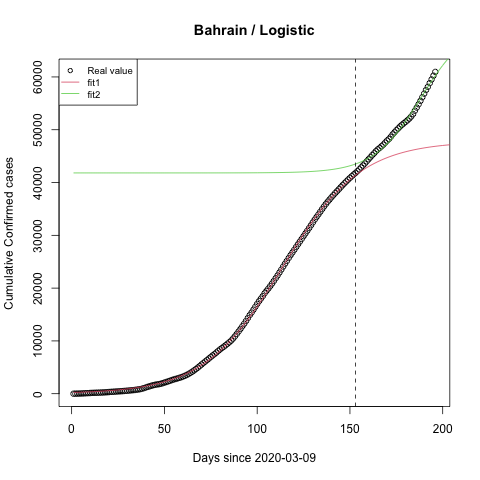 Bahrain / Logistic
Real value
fit1
fit2
Cumulative Confirmed cases
60000
50000
40000
30000
20000
10000
0
0 50 100 150 200
Days since 2020-03-09